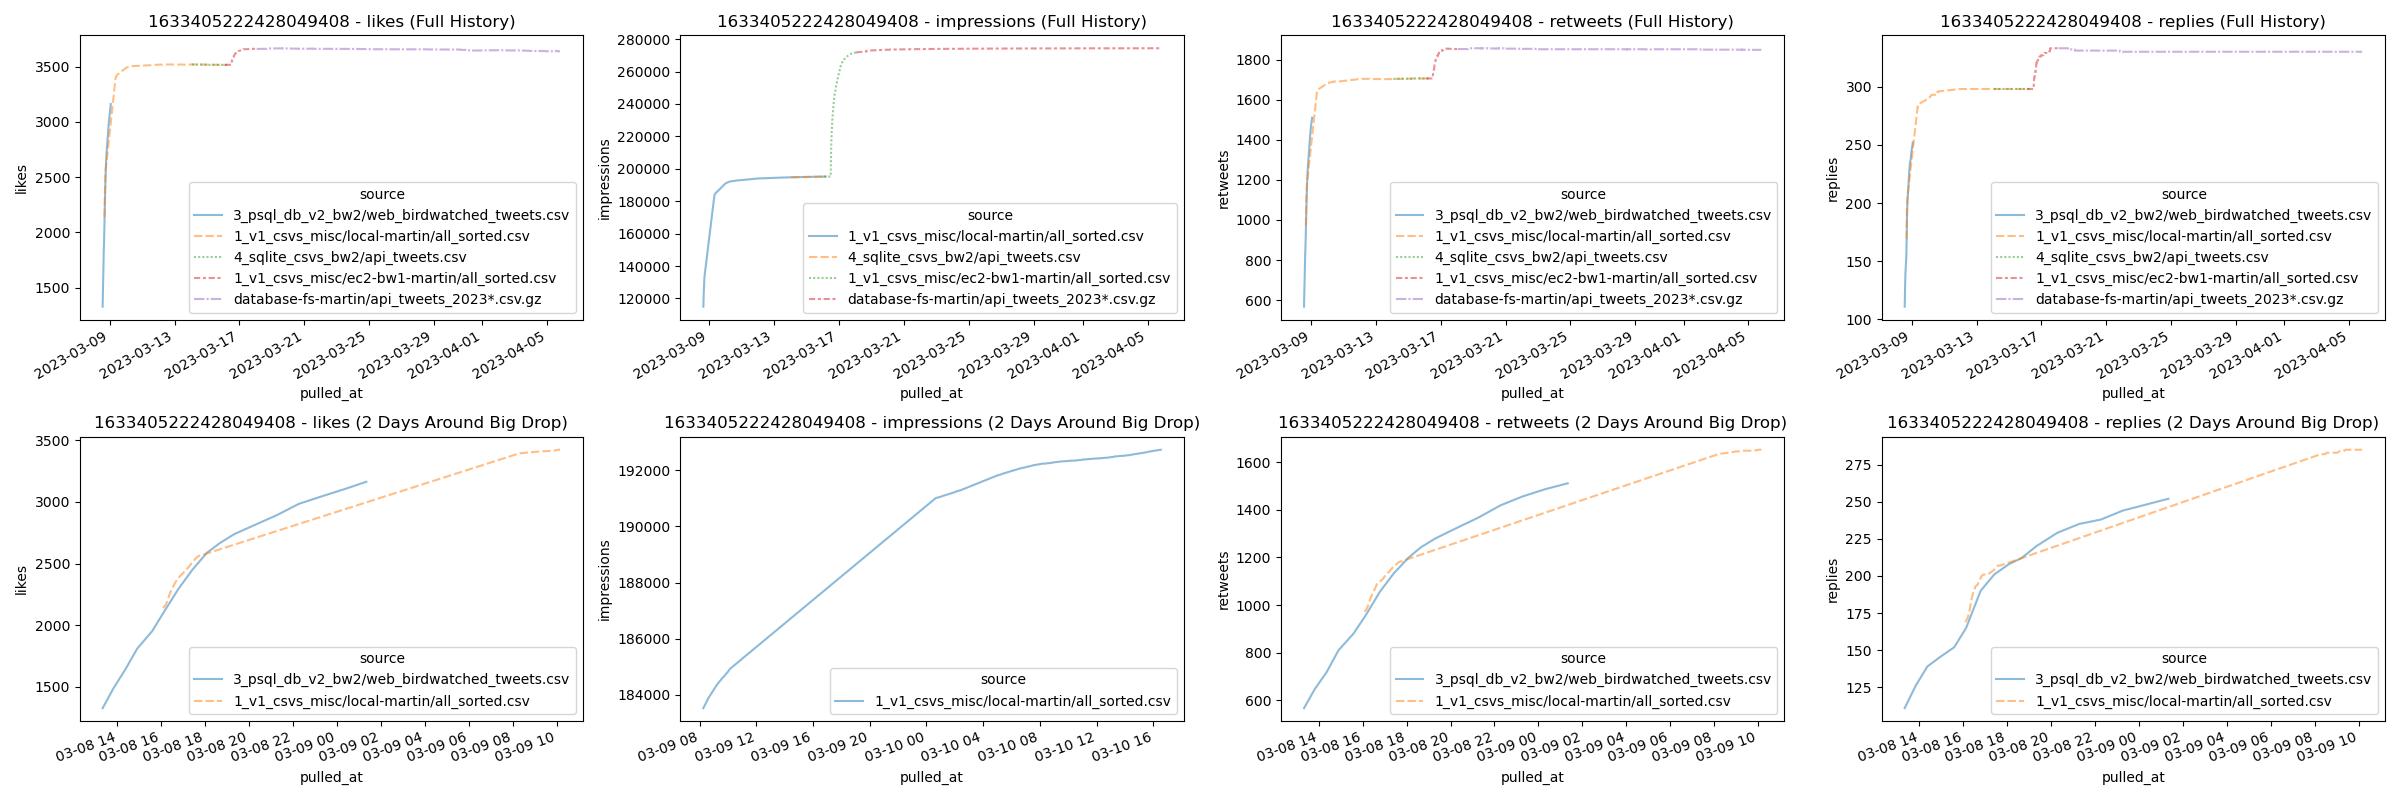 1633405222428049408 - likes (Full History)
likes
3500
3000
2500
2000
1500
source
3_psql_db_v2_bw2/web_birdwatched_tweets.csv
1_v1_csvs_misc/local-martin/all_sorted.csv
4_sqlite_csvs_bw2/api_tweets.csv
1_v1_csvs_misc/ec2-bw1-martin/all_sorted.csv
database-fs-martin/api_tweets_2023*.csv.gz
2023-03-09
2023-03-13
2023-03-17
2023-03-21
2023-03-25
2023-03-29
2023-04-01
2023-04-05
pulled_at
1633405222428049408 - impressions (Full History)
impressions
280000
260000
240000
220000
200000
180000
160000
140000
120000
source
1_v1_csvs_misc/local-martin/all_sorted.csv
4_sqlite_csvs_bw2/api_tweets.csv
1_v1_csvs_misc/ec2-bw1-martin/all_sorted.csv
database-fs-martin/api_tweets_2023*.csv.gz
2023-03-09
2023-03-13
2023-03-17
2023-03-21
2023-03-25
2023-03-29
2023-04-01
2023-04-05
pulled_at
1633405222428049408 - retweets (Full History)
retweets
1800
1600
1400
1200
1000
800
600
source
3_psql_db_v2_bw2/web_birdwatched_tweets.csv
1_v1_csvs_misc/local-martin/all_sorted.csv
4_sqlite_csvs_bw2/api_tweets.csv
1_v1_csvs_misc/ec2-bw1-martin/all_sorted.csv
database-fs-martin/api_tweets_2023*.csv.gz
2023-03-09
2023-03-13
2023-03-17
2023-03-21
2023-03-25
2023-03-29
2023-04-01
2023-04-05
pulled_at
1633405222428049408 - replies (Full History)
replies
300
250
200
150
100
source
3_psql_db_v2_bw2/web_birdwatched_tweets.csv
1_v1_csvs_misc/local-martin/all_sorted.csv
4_sqlite_csvs_bw2/api_tweets.csv
1_v1_csvs_misc/ec2-bw1-martin/all_sorted.csv
database-fs-martin/api_tweets_2023*.csv.gz
2023-03-09
2023-03-13
2023-03-17
2023-03-21
2023-03-25
2023-03-29
2023-04-01
2023-04-05
pulled_at
1633405222428049408 - likes (2 Days Around Big Drop)
likes
3500
3000
2500
2000
1500
source
3_psql_db_v2_bw2/web_birdwatched_tweets.csv
1_v1_csvs_misc/local-martin/all_sorted.csv
03-08 14
03-08 16
03-08 18
03-08 20
03-08 22
03-09 00
03-09 02
03-09 04
03-09 06
03-09 08
03-09 10
pulled_at
1633405222428049408 - impressions (2 Days Around Big Drop)
impressions
192000
190000
188000
186000
184000
source
1_v1_csvs_misc/local-martin/all_sorted.csv
03-09 08
03-09 12
03-09 16
03-09 20
03-10 00
03-10 04
03-10 08
03-10 12
03-10 16
pulled_at
1633405222428049408 - retweets (2 Days Around Big Drop)
retweets
1600
1400
1200
1000
800
600
source
3_psql_db_v2_bw2/web_birdwatched_tweets.csv
1_v1_csvs_misc/local-martin/all_sorted.csv
03-08 14
03-08 16
03-08 18
03-08 20
03-08 22
03-09 00
03-09 02
03-09 04
03-09 06
03-09 08
03-09 10
pulled_at
1633405222428049408 - replies (2 Days Around Big Drop)
replies
275
250
225
200
175
150
125
source
3_psql_db_v2_bw2/web_birdwatched_tweets.csv
1_v1_csvs_misc/local-martin/all_sorted.csv
03-08 14
03-08 16
03-08 18
03-08 20
03-08 22
03-09 00
03-09 02
03-09 04
03-09 06
03-09 08
03-09 10
pulled_at